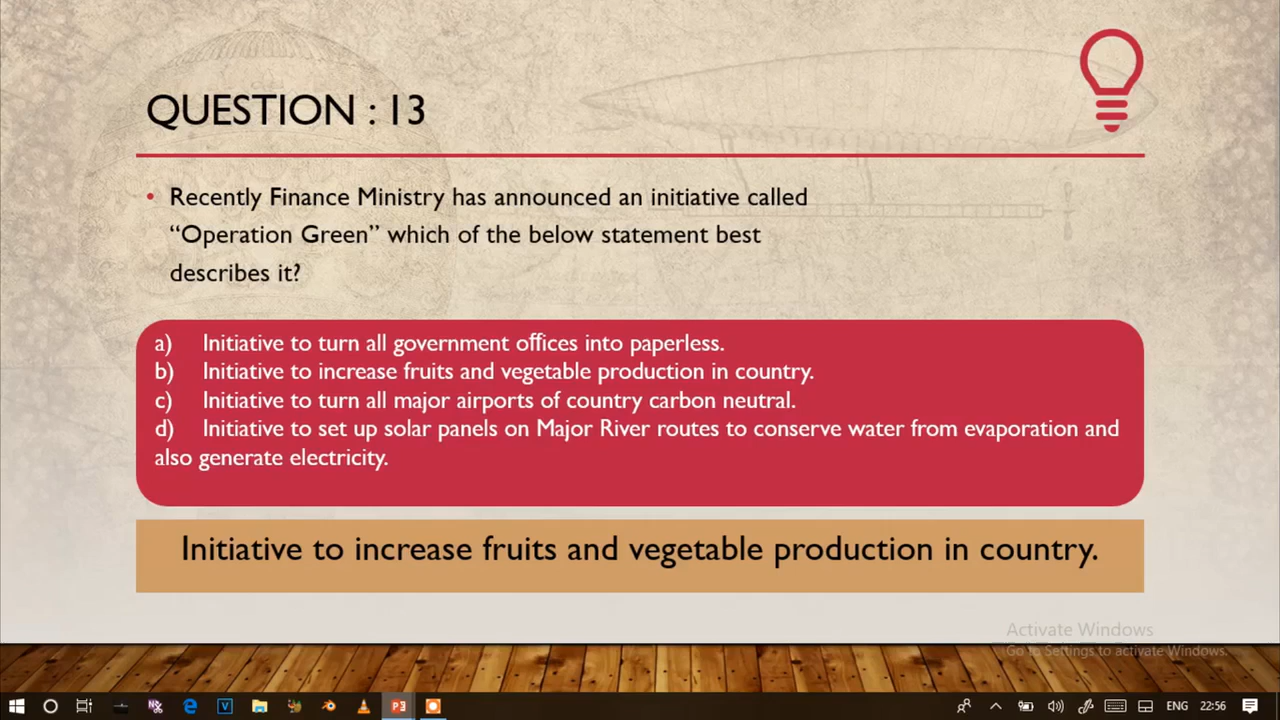 QUESTION : 13
• Recently Finance Ministry has announced an initiative called
“Operation Green” which of the below statement best
describes it?
a) Initiative to turn all government offices into paperless.
b) Initiative to increase fruits and vegetable production in country.
c) Initiative to turn all major airports of country carbon neutral.
d) Initiative to set up solar panels on Major River routes to conserve water from evaporation and
also generate electricity.
Initiative to increase fruits and vegetable production in country.
Activate Windows
Go to Settings to activate Windows.
ENG 22:56